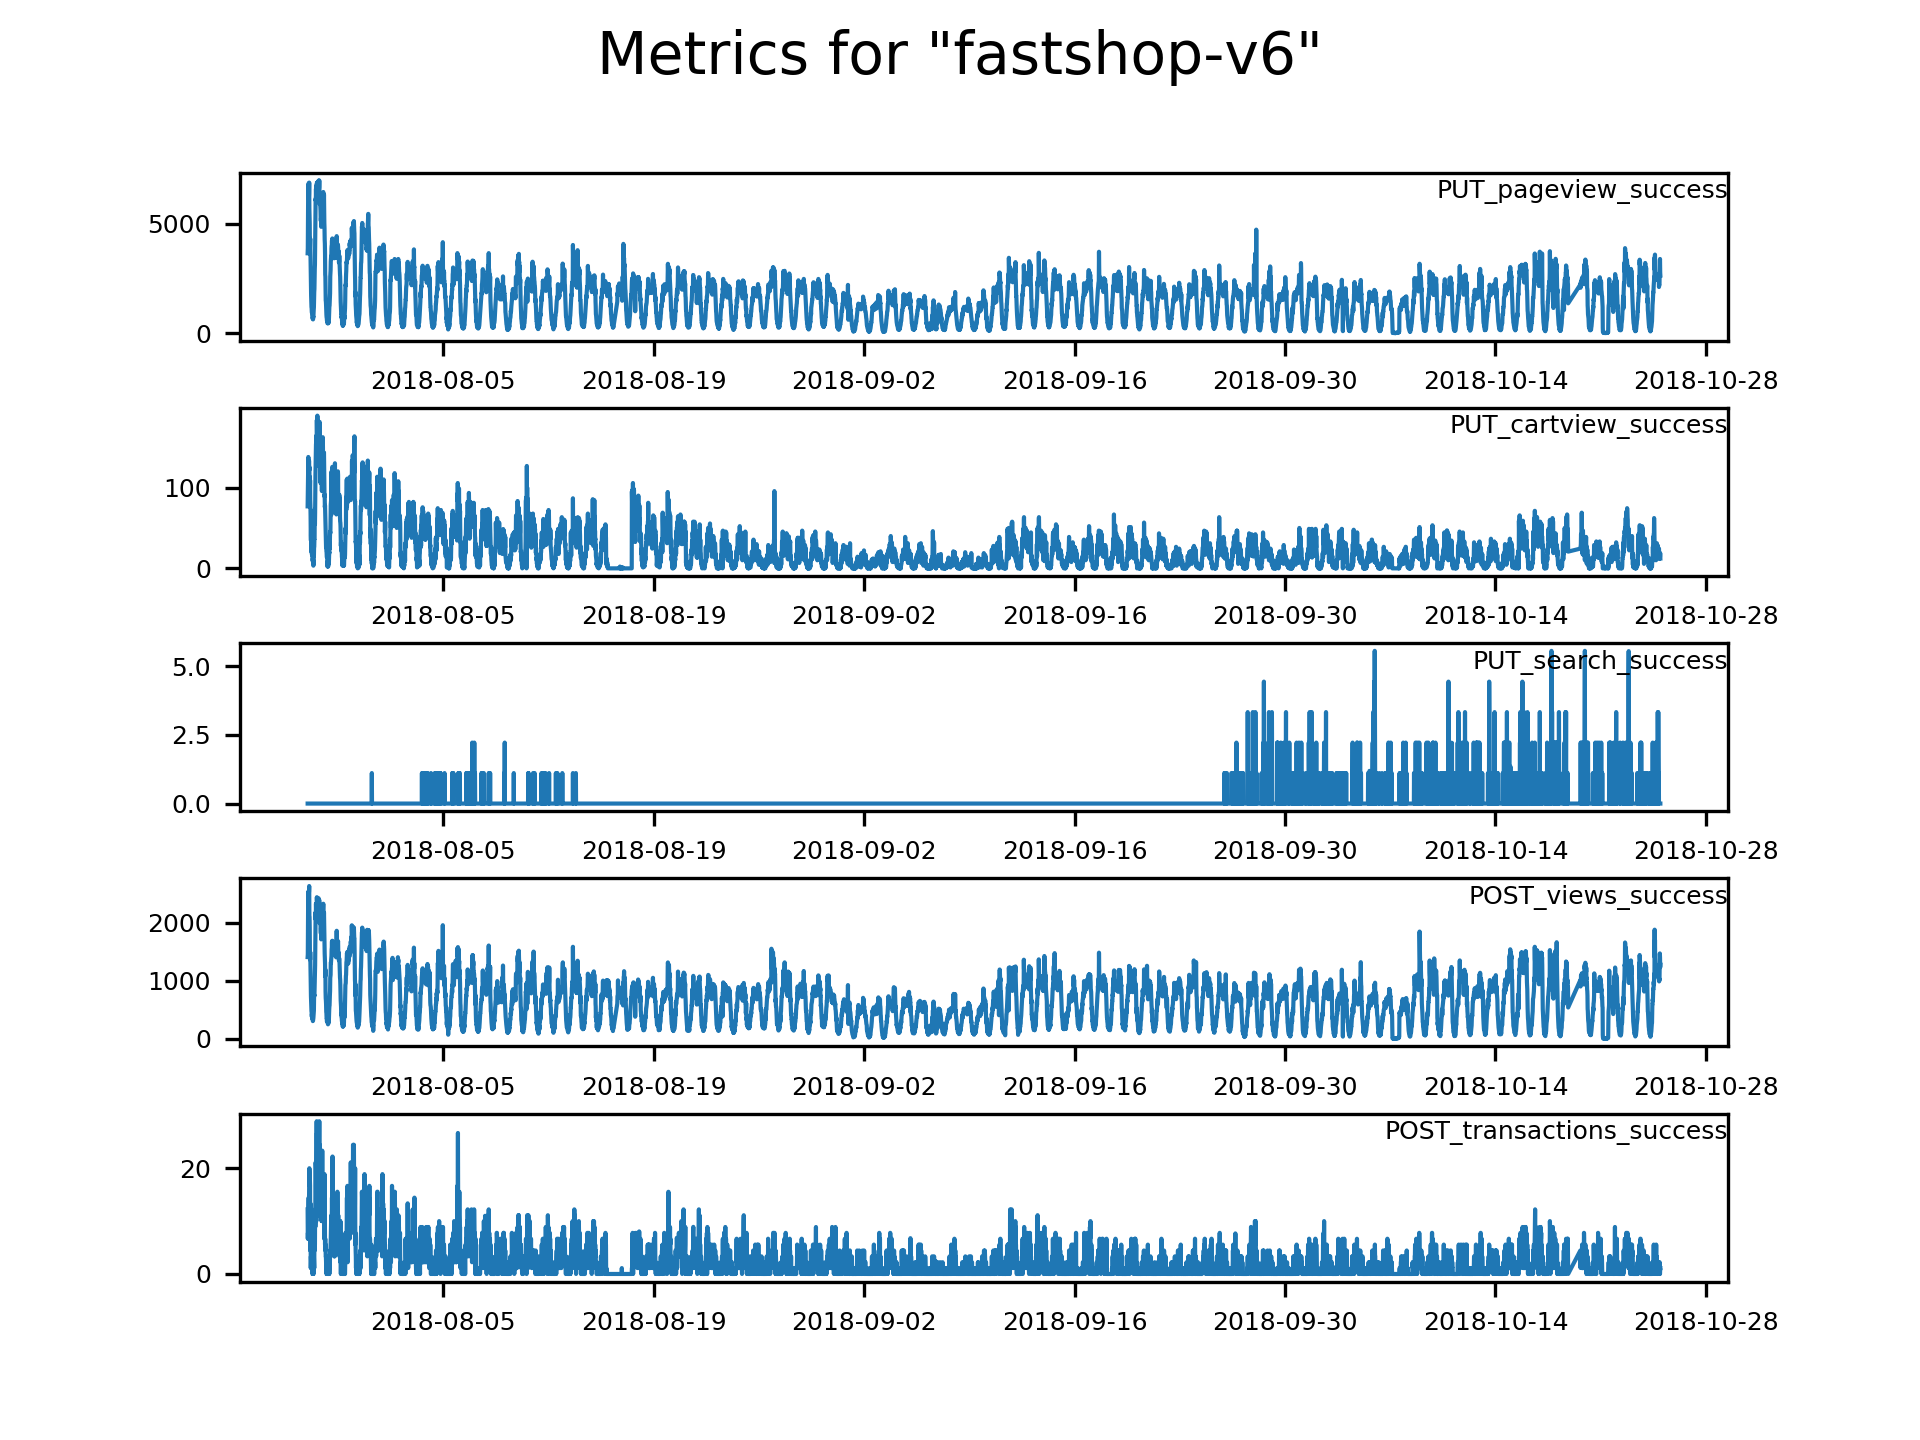 Metrics for "fastshop-v6"
PUT_pageview_success
5000
0
2018-08-05 2018-08-19 2018-09-02 2018-09-16 2018-09-30 2018-10-14 2018-10-28
PUT_cartview_success
100
0
2018-08-05 2018-08-19 2018-09-02 2018-09-16 2018-09-30 2018-10-14 2018-10-28
PUT_search_success
5.0
2.5
0.0
2018-08-05 2018-08-19 2018-09-02 2018-09-16 2018-09-30 2018-10-14 2018-10-28
POST_views_success
2000
1000
0
2018-08-05 2018-08-19 2018-09-02 2018-09-16 2018-09-30 2018-10-14 2018-10-28
POST_transactions_success
20
0
2018-08-05 2018-08-19 2018-09-02 2018-09-16 2018-09-30 2018-10-14 2018-10-28